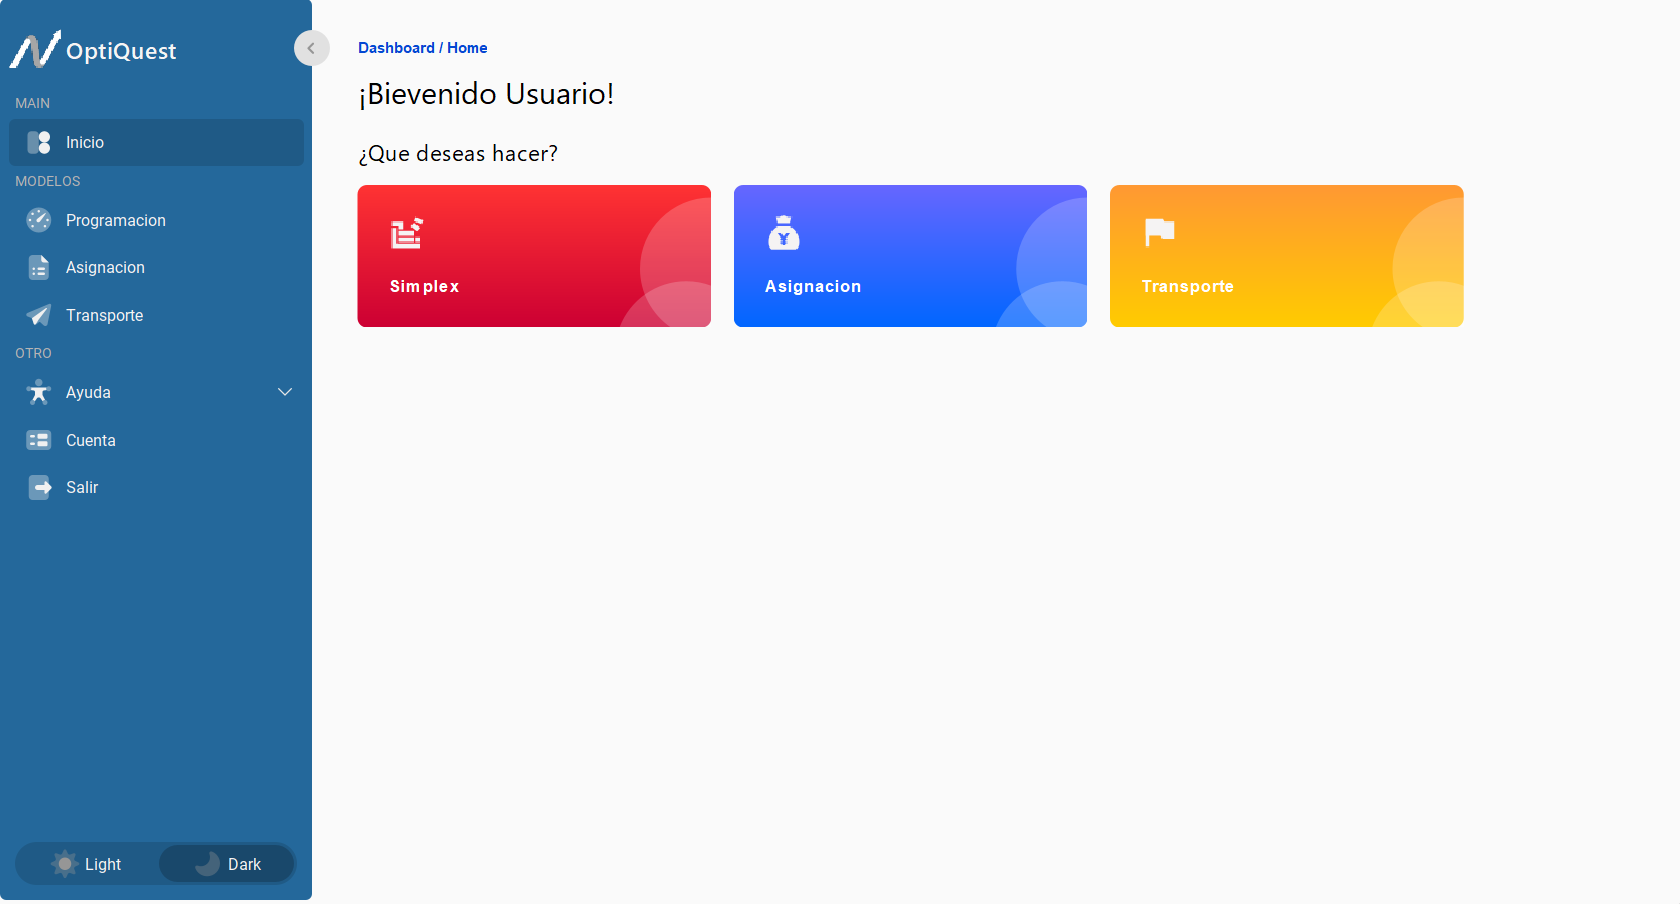 OptiQuest
MAIN
Inicio
MODELOS
Programacion
Asignacion
Transporte
OTRO
Ayuda
Cuenta
Salir
Light
Dark
Dashboard / Home
¡Bievenido Usuario!
¿Que deseas hacer?
Simplex
¥
Asignacion
Transporte